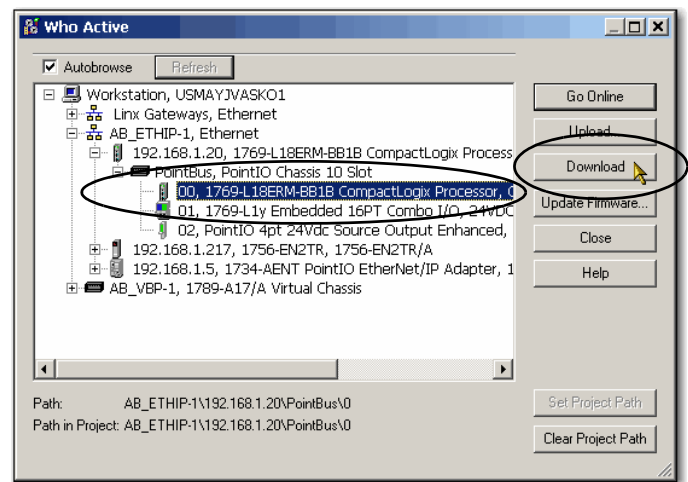 Who Active
Autobrowse
Refresh
Workstation, USMAYJVASKO1
Linx Gateways, Ethernet
AB_ETHIP-1, Ethernet
192.168.1.20, 1769-L18ERM-BB1B CompactLogix Process
PointBus, PointIO Chassis 10 Slot
00, 1769-L18ERM-BB1B CompactLogix Processor,
01, 1769-L1y Embedded 16PT Combo I/O, 24VDC
02, PointIO 4pt 24Vdc Source Output Enhanced,
192.168.1.217, 1756-EN2TR, 1756-EN2TR/A
192.168.1.5, 1734-AENT PointIO EtherNet/IP Adapter, 1
AB_VBP-1, 1789-A17/A Virtual Chassis
Go Online
Upload...
Download
Update Firmware...
Close
Help
Path: AB_ETHIP-1\192.168.1.20\PointBus\0
Path in Project: AB_ETHIP-1\192.168.1.20\PointBus\0
Set Project Path
Clear Project Path